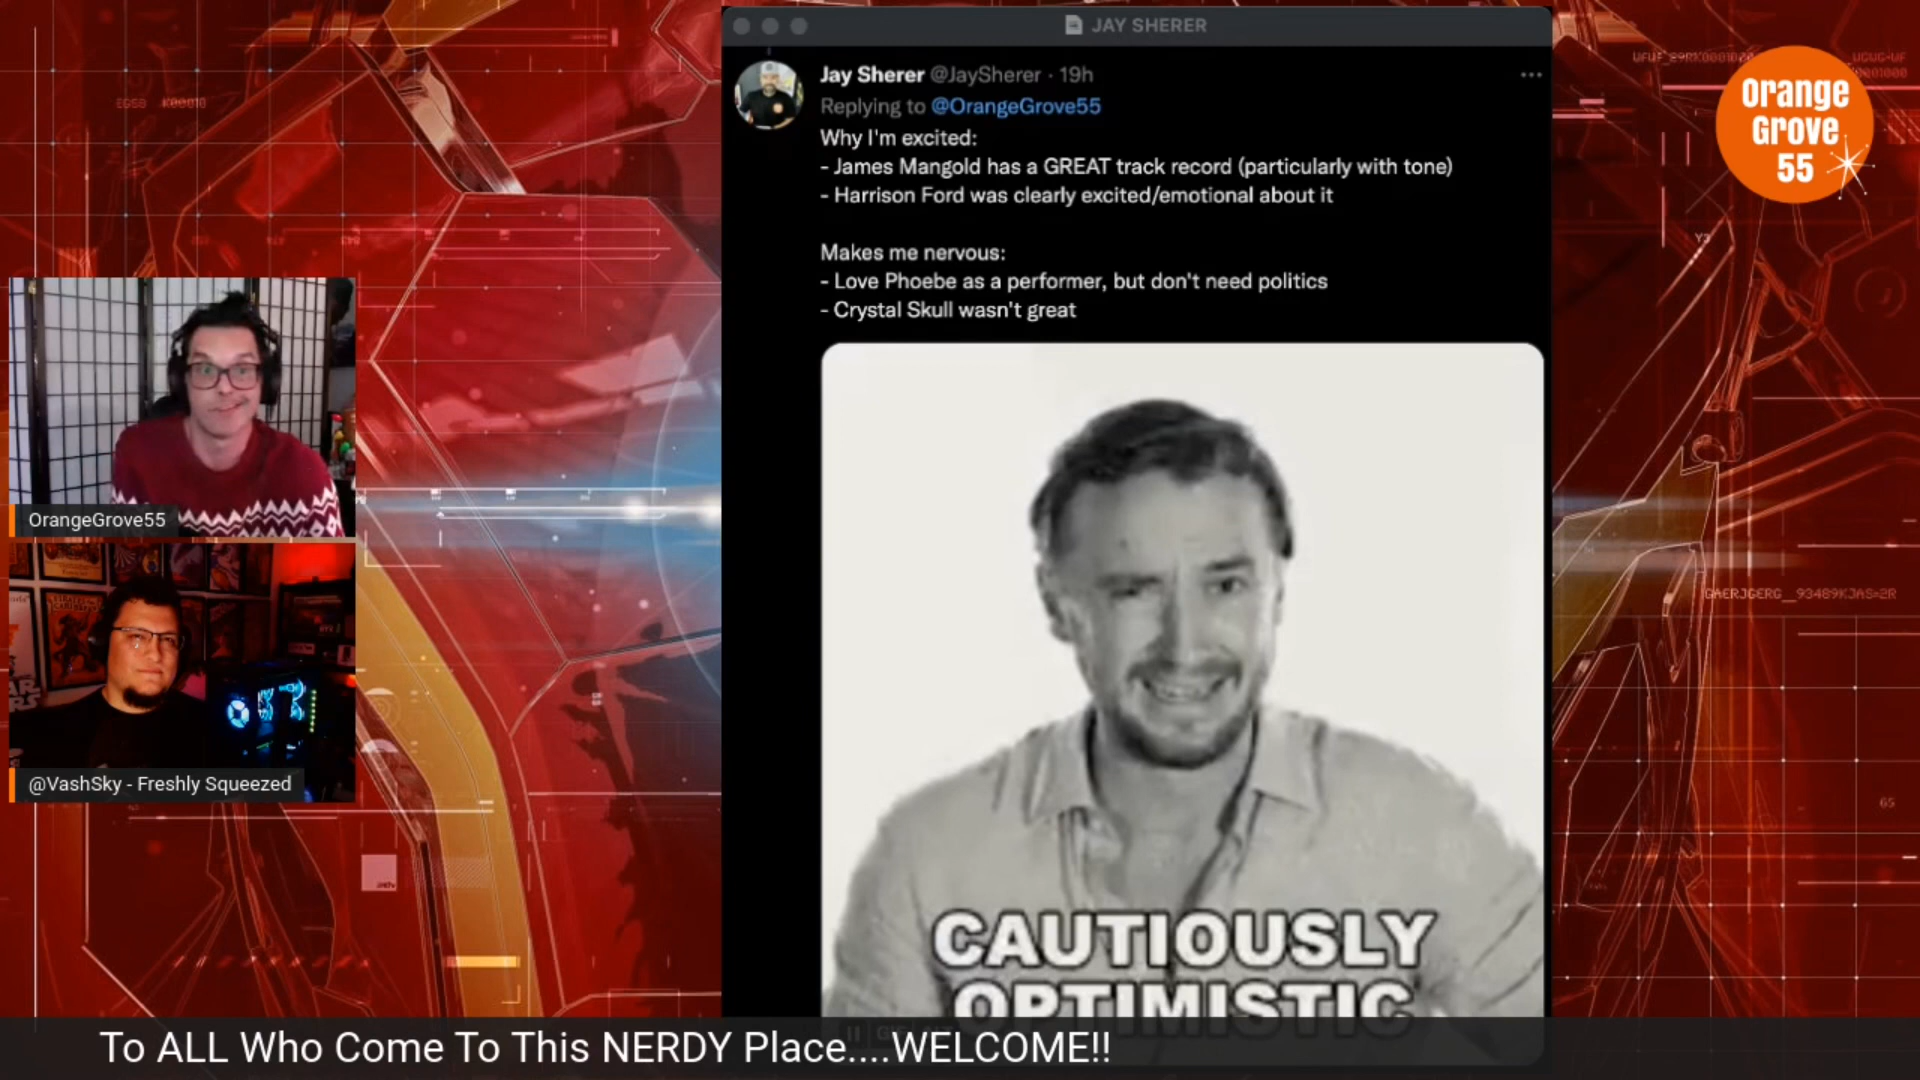 JAY SHERER
Jay Sherer @JaySherer · 19h
Replying to @OrangeGrove55
Why I'm excited:
- James Mangold has a GREAT track record (particularly with tone)
- Harrison Ford was clearly excited/emotional about it
Makes me nervous:
- Love Phoebe as a performer, but don't need politics
- Crystal Skull wasn't great
CAUTIOUSLY
OPTIMISTIC
Orange
Grove
55
OrangeGrove55
@VashSky - Freshly Squeezed
GAERJGERG_93489KJAS=2R
65
To ALL Who Come To This NERDY Place....WELCOME!!